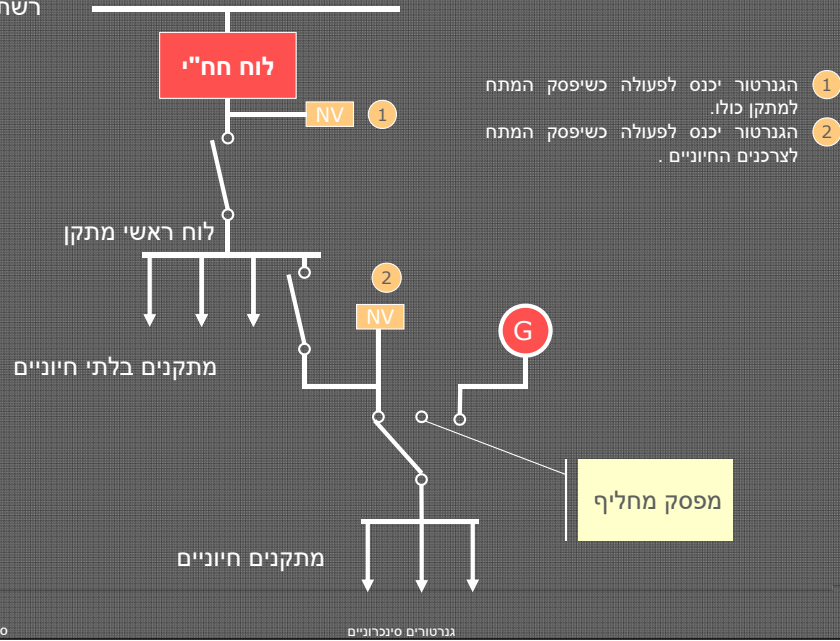 רשת
לוח חח"י
NV 1
1 הגנרטור יכנס לפעולה כשיפסק המתח
למתקן כולו.
2 הגנרטור יכנס לפעולה כשיפסק המתח
לצרכנים החיוניים .
לוח ראשי מתקן
2
NV
G
מתקנים בלתי חיוניים
מפסק מחליף
מתקנים חיוניים
גנרטורים סינכרוניים